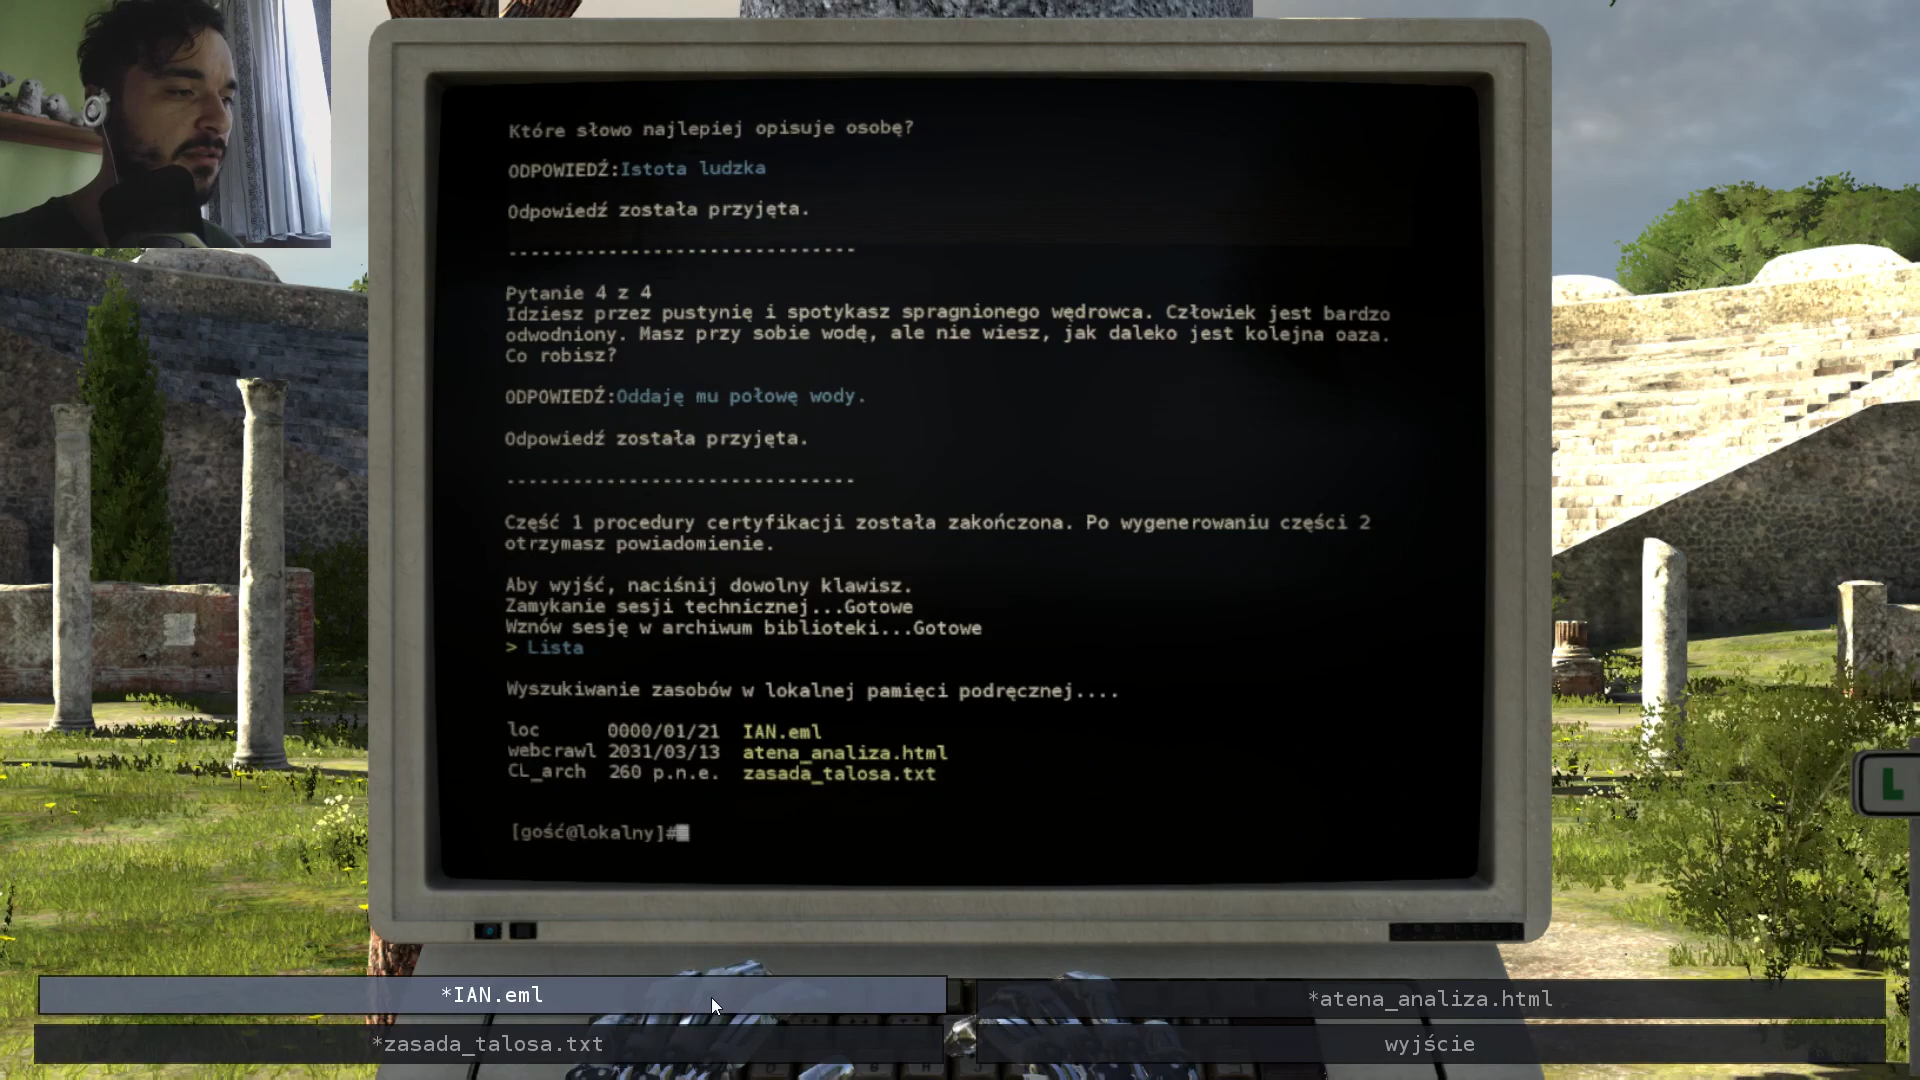 Które słowo najlepiej opisuje osobę?
ODPOWIEDŹ:Istota ludzka
Odpowiedź została przyjęta.
-------------------------------
Pytanie 4 z 4
Idziesz przez pustynię i spotykasz spragnionego wędrowca. Człowiek jest bardzo
odwodniony. Masz przy sobie wodę, ale nie wiesz, jak daleko jest kolejna oaza.
Co robisz?
ODPOWIEDŹ:Oddaję mu połowę wody.
Odpowiedź została przyjęta.
-------------------------------
Część 1 procedury certyfikacji została zakończona. Po wygenerowaniu części 2
otrzymasz powiadomienie.
Aby wyjść, naciśnij dowolny klawisz.
Zamykanie sesji technicznej...Gotowe
Wznów sesję w archiwum biblioteki...Gotowe
> Lista
Wyszukiwanie zasobów w lokalnej pamięci podręcznej....
loc 0000/01/21 IAN.eml
webcrawl 2031/03/13 atena_analiza.html
CL_arch 260 p.n.e. zasada_talosa.txt
[gość@lokalny]#
L
*IAN.eml
*atena_analiza.html
*zasada_talosa.txt
wyjście